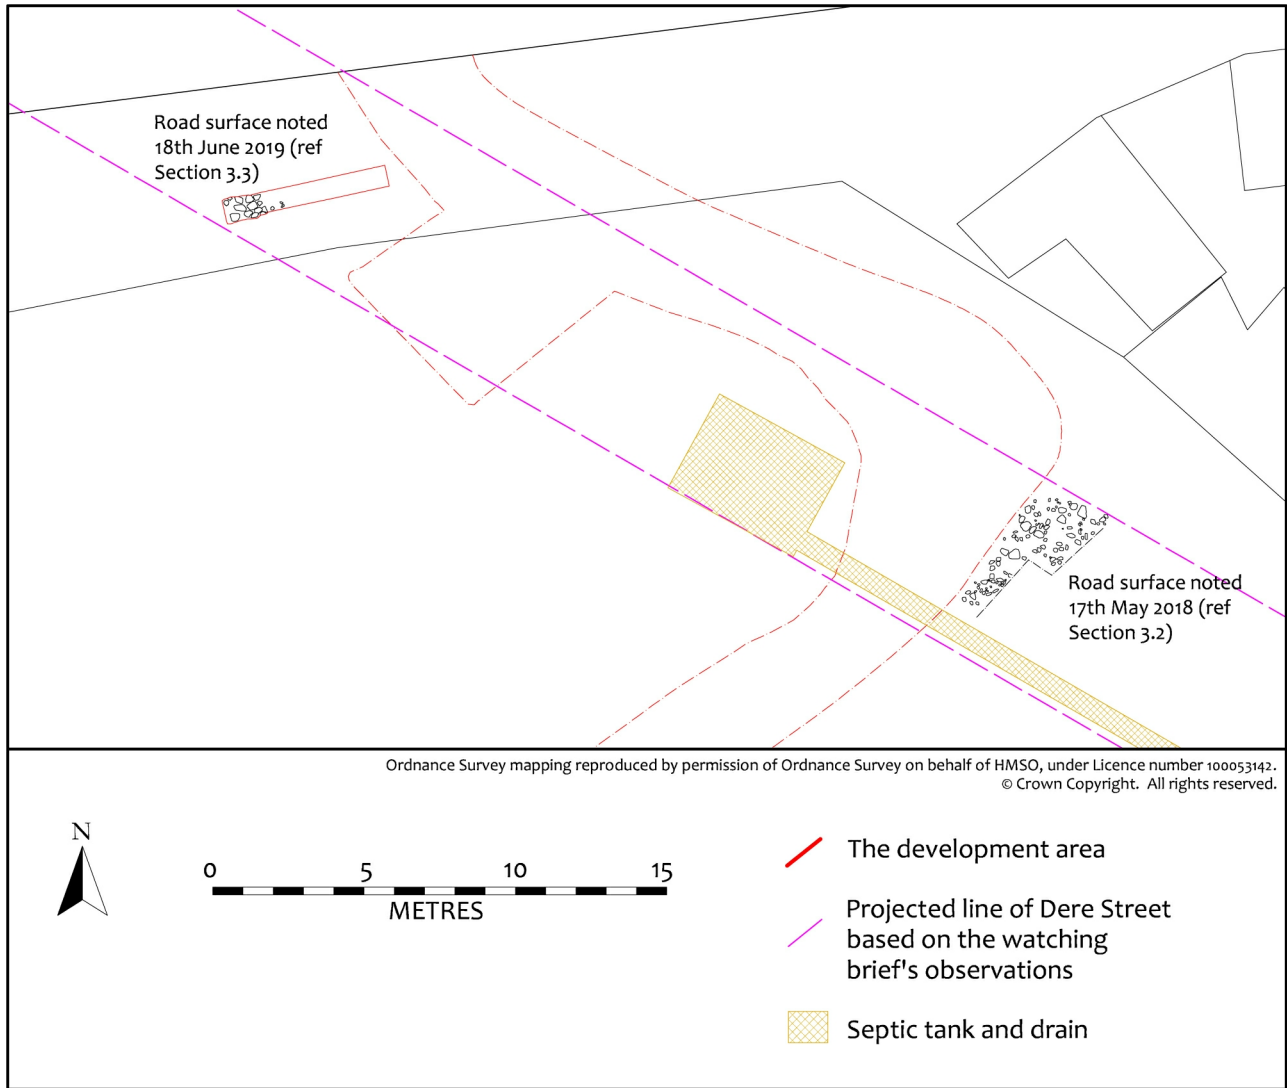 Road surface noted
18th June 2019 (ref
Section 3.3)
Road surface noted
17th May 2018 (ref
Section 3.2)
Ordnance Survey mapping reproduced by permission of Ordnance Survey on behalf of HMSO, under Licence number 100053142.
© Crown Copyright. All rights reserved.
N
0 5 10 15
METRES
The development area
Projected line of Dere Street
based on the watching
brief's observations
Septic tank and drain